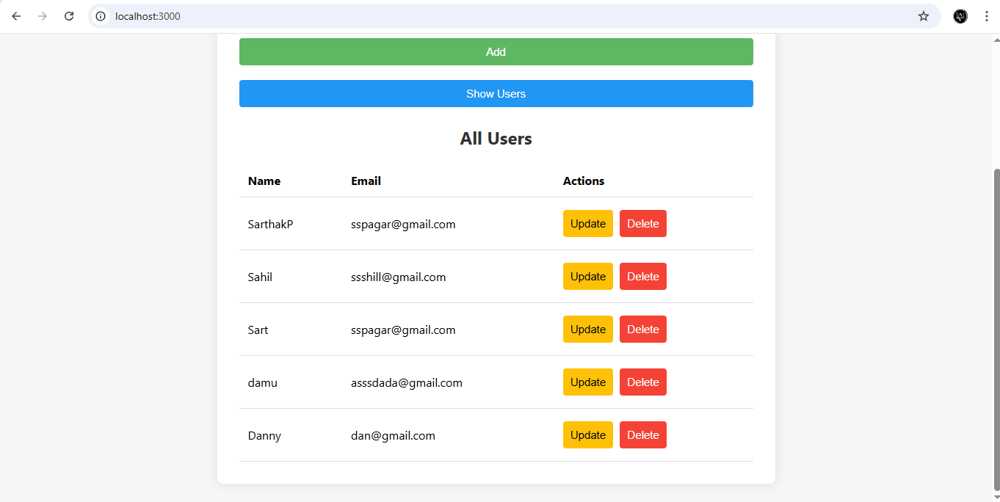 localhost:3000
Add
Show Users
All Users
Name Email Actions
SarthakP sspagar@gmail.com Update Delete
Sahil ssshill@gmail.com Update Delete
Sart sspagar@gmail.com Update Delete
damu asssdada@gmail.com Update Delete
Danny dan@gmail.com Update Delete